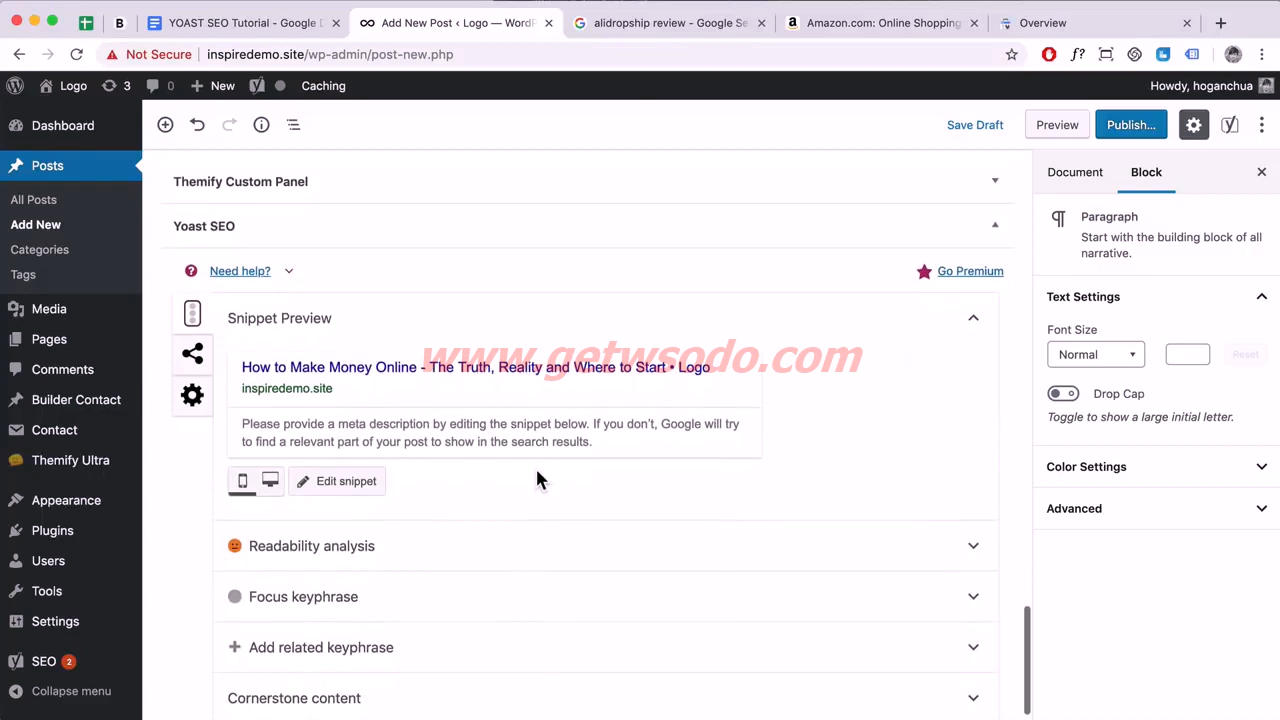 YOAST SEO Tutorial - Google D
Add New Post ‹ Logo — WordP
alidropship review - Google Se
Amazon.com: Online Shopping
Overview
Not Secure
inspiredemo.site/wp-admin/post-new.php
Logo
3
0
New
Caching
Howdy, hoganchua
Dashboard
Posts
All Posts
Add New
Categories
Tags
Media
Pages
Comments
Builder Contact
Contact
Themify Ultra
Appearance
Plugins
Users
Tools
Settings
SEO 2
Collapse menu
Save Draft
Preview
Publish...
Themify Custom Panel
Yoast SEO
Need help?
Go Premium
Snippet Preview
How to Make Money Online - The Truth, Reality and Where to Start • Logo
inspiredemo.site
Please provide a meta description by editing the snippet below. If you don't, Google will try
to find a relevant part of your post to show in the search results.
Edit snippet
Readability analysis
Focus keyphrase
Add related keyphrase
Cornerstone content
Document
Block
Paragraph
Start with the building block of all
narrative.
Text Settings
Font Size
Normal
Reset
Drop Cap
Toggle to show a large initial letter.
Color Settings
Advanced
www.getwsodo.com